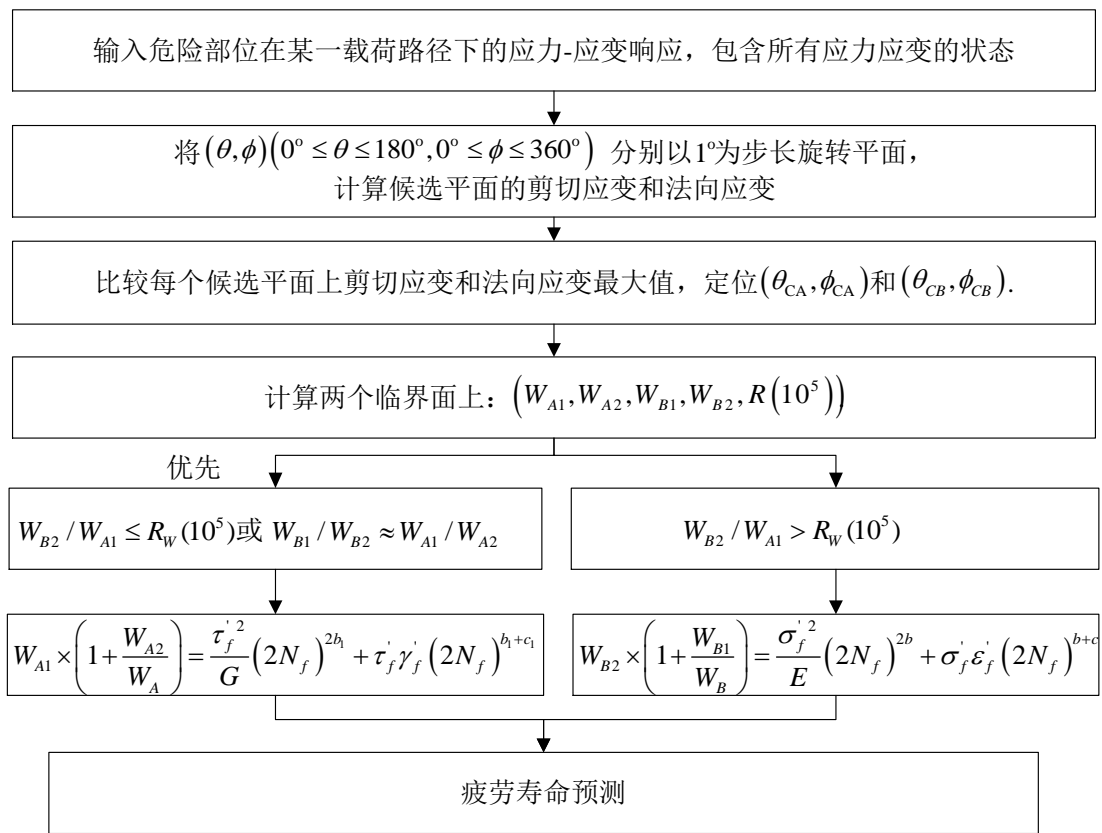 输入危险部位在某一载荷路径下的应力-应变响应，包含所有应力应变的状态
将(θ,ϕ)(0° ≤ θ ≤ 180°, 0° ≤ ϕ ≤ 360°) 分别以1°为步长旋转平面，
计算候选平面的剪切应变和法向应变
比较每个候选平面上剪切应变和法向应变最大值，定位(θ_CA,ϕ_CA)和(θ_CB,ϕ_CB).
计算两个临界面上：(W_A1,W_A2,W_B1,W_B2,R(10^5))
优先
W_B2 / W_A1 ≤ R_W(10^5)或 W_B1 / W_B2 ≈ W_A1 / W_A2
W_B2 / W_A1 > R_W(10^5)
W_A1 × (1 + W_A2 / W_A) = τ_f'^2 / G (2N_f)^{2b_1} + τ_f' γ_f' (2N_f)^{b_1+c_1}
W_B2 × (1 + W_B1 / W_B) = σ_f'^2 / E (2N_f)^{2b} + σ_f' ε_f' (2N_f)^{b+c}
疲劳寿命预测